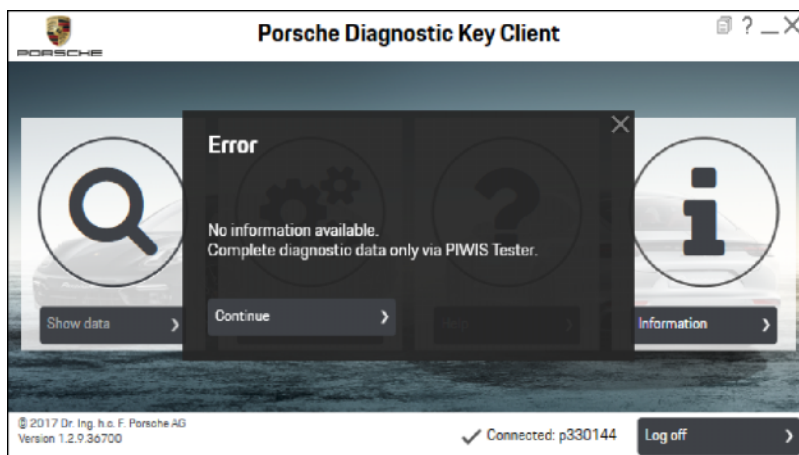 PORSCHE
Porsche Diagnostic Key Client
?
Error
No information available.
Complete diagnostic data only via PIWIS Tester.
Show data
Continue
Help
Information
© 2017 Dr. Ing. h.c. F. Porsche AG
Version 1.2.9.36700
Connected: p330144
Log off